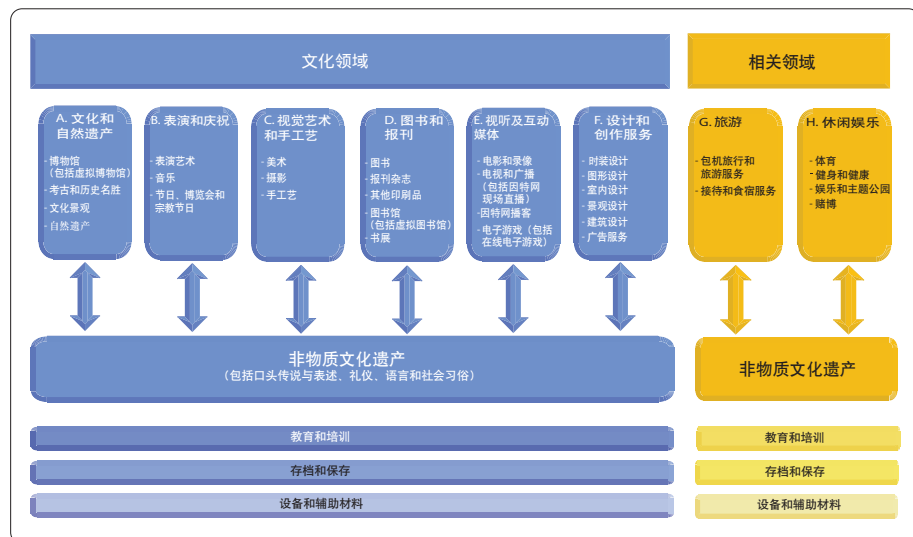 文化领域
相关领域
A. 文化和
自然遗产
- 博物馆
(包括虚拟博物馆)
- 考古和历史名胜
- 文化景观
- 自然遗产
B. 表演和庆祝
- 表演艺术
- 音乐
- 节日、博览会和
宗教节日
C. 视觉艺术
和手工艺
- 美术
- 摄影
- 手工艺
D. 图书和
报刊
- 图书
- 报刊杂志
- 其他印刷品
- 图书馆
(包括虚拟图书馆)
- 书展
E. 视听及互动
媒体
- 电影和录像
- 电视和广播
(包括因特网
现场直播)
- 因特网播客
- 电子游戏（包括
在线电子游戏）
F. 设计和
创作服务
- 时装设计
- 图形设计
- 室内设计
- 景观设计
- 建筑设计
- 广告服务
G. 旅游
- 包机旅行和
旅游服务
- 接待和食宿服务
H. 休闲娱乐
- 体育
- 健身和健康
- 娱乐和主题公园
- 赌博
非物质文化遗产
(包括口头传说与表述、礼仪、语言和社会习俗)
非物质文化遗产
教育和培训
教育和培训
存档和保存
存档和保存
设备和辅助材料
设备和辅助材料